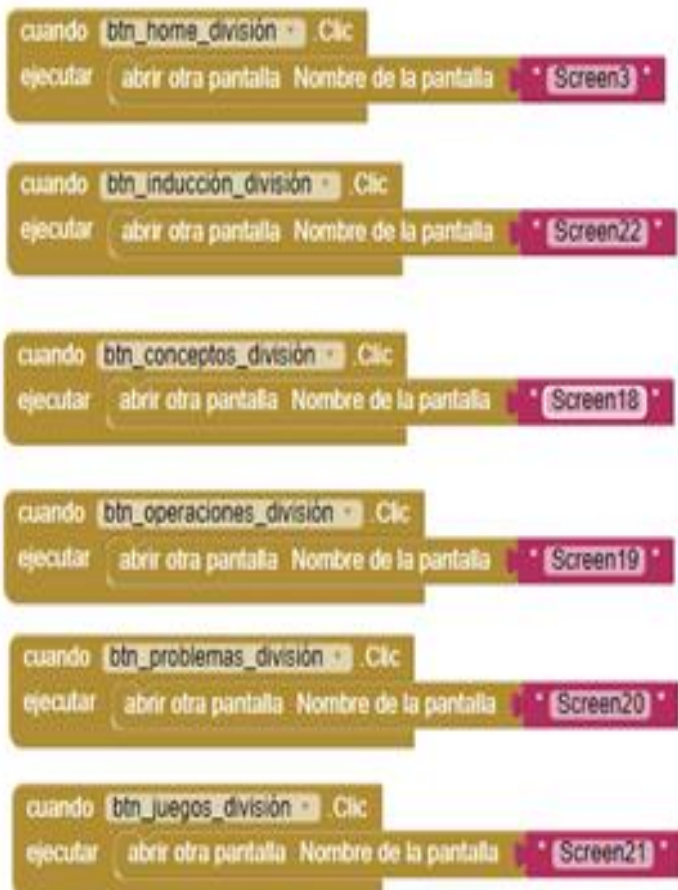 cuando btn_home_división .Clic
ejecutar abrir otra pantalla Nombre de la pantalla " Screen3 "
cuando btn_inducción_división .Clic
ejecutar abrir otra pantalla Nombre de la pantalla " Screen22 "
cuando btn_conceptos_división .Clic
ejecutar abrir otra pantalla Nombre de la pantalla " Screen18 "
cuando btn_operaciones_división .Clic
ejecutar abrir otra pantalla Nombre de la pantalla " Screen19 "
cuando btn_problemas_división .Clic
ejecutar abrir otra pantalla Nombre de la pantalla " Screen20 "
cuando btn_juegos_división .Clic
ejecutar abrir otra pantalla Nombre de la pantalla " Screen21 "